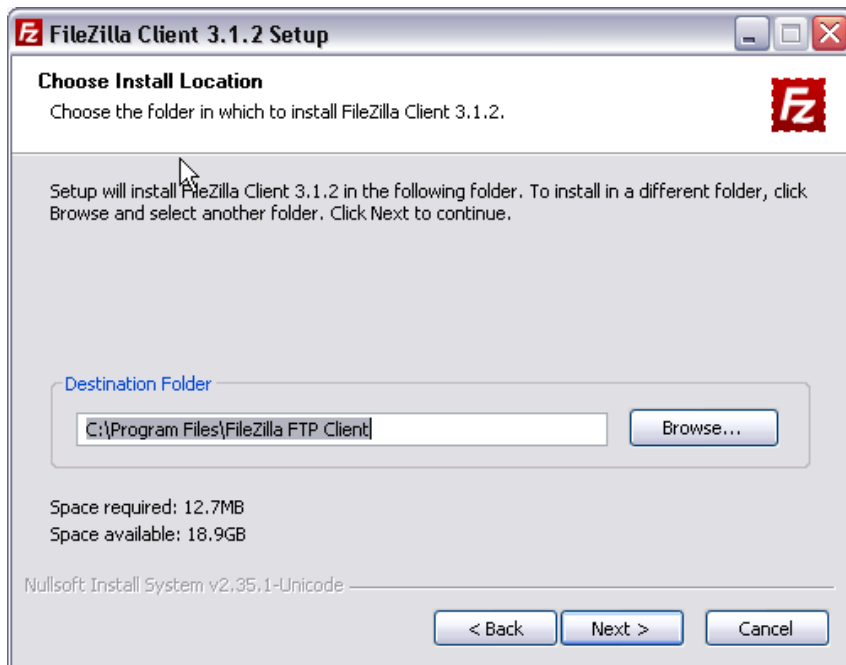 FileZilla Client 3.1.2 Setup
Choose Install Location
Choose the folder in which to install FileZilla Client 3.1.2.
Fz
Setup will install FileZilla Client 3.1.2 in the following folder. To install in a different folder, click
Browse and select another folder. Click Next to continue.
Destination Folder
C:\Program Files\FileZilla FTP Client
Browse...
Space required: 12.7MB
Space available: 18.9GB
Nullsoft Install System v2.35.1-Unicode
< Back
Next >
Cancel